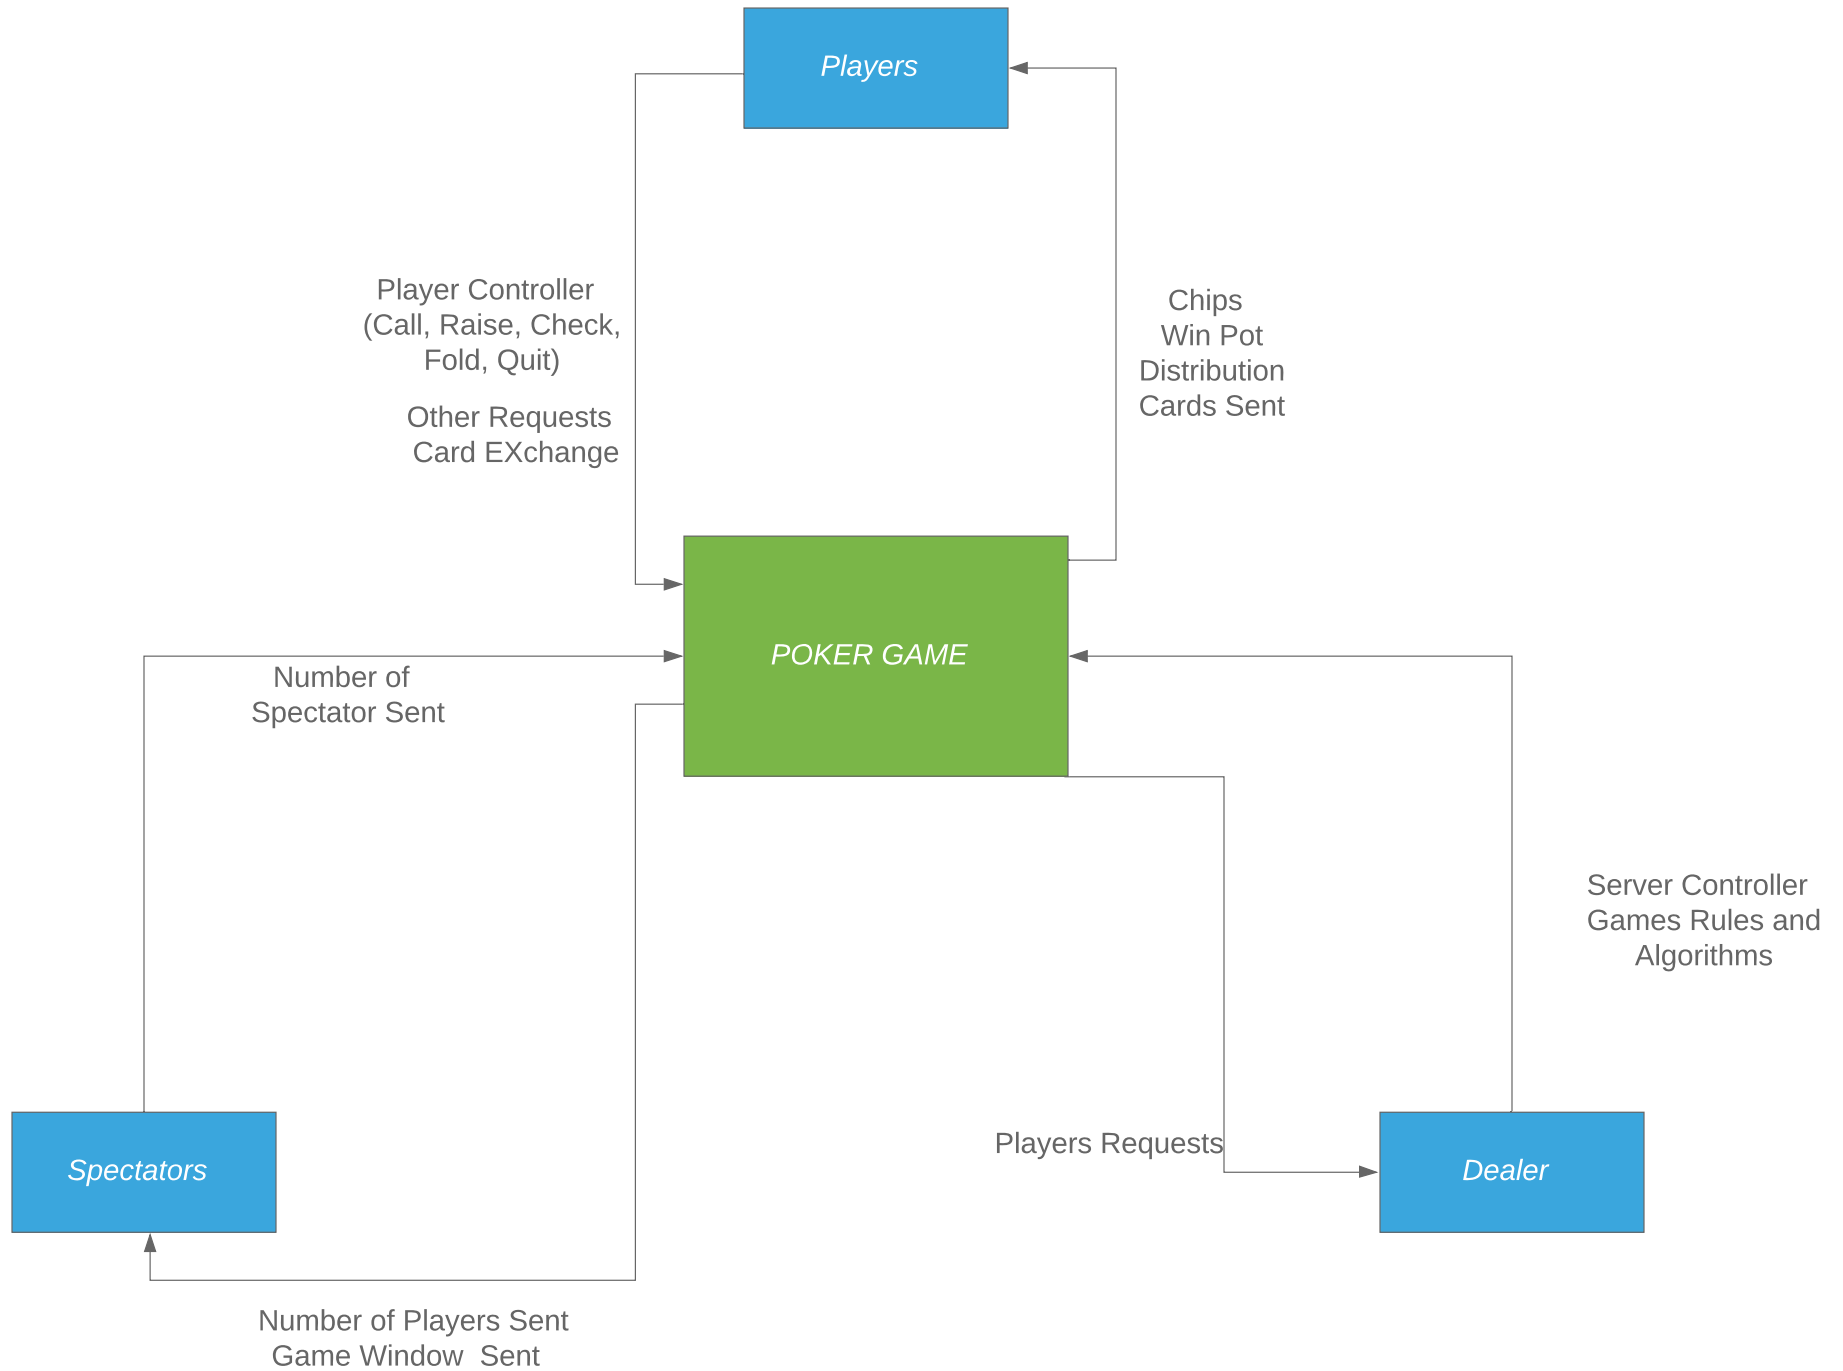 Players
Player Controller
(Call, Raise, Check,
Fold, Quit)
Other Requests
Card EXchange
Chips
Win Pot
Distribution
Cards Sent
POKER GAME
Number of
Spectator Sent
Server Controller
Games Rules and
Algorithms
Players Requests
Spectators
Dealer
Number of Players Sent
Game Window  Sent